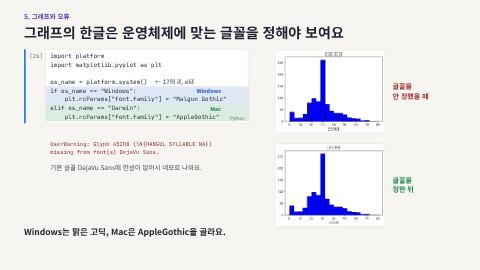 5. 그래프와 오류
그래프의 한글은 운영체제에 맞는 글꼴을 정해야 보여요
[26]
import platform
import matplotlib.pyplot as plt
os_name = platform.system() ← 17의 if, elif
if os_name == "Windows": Windows
plt.rcParams["font.family"] = "Malgun Gothic"
elif os_name == "Darwin": Mac
plt.rcParams["font.family"] = "AppleGothic"
Python
UserWarning: Glyph 45208 (\N{HANGUL SYLLABLE NA})
missing from font(s) DejaVu Sans.
기본 글꼴 DejaVu Sans에 한글이 없어서 네모로 나와요.
글꼴을
안 정했을 때
글꼴을
정한 뒤
Windows는 맑은 고딕, Mac은 AppleGothic을 골라요.